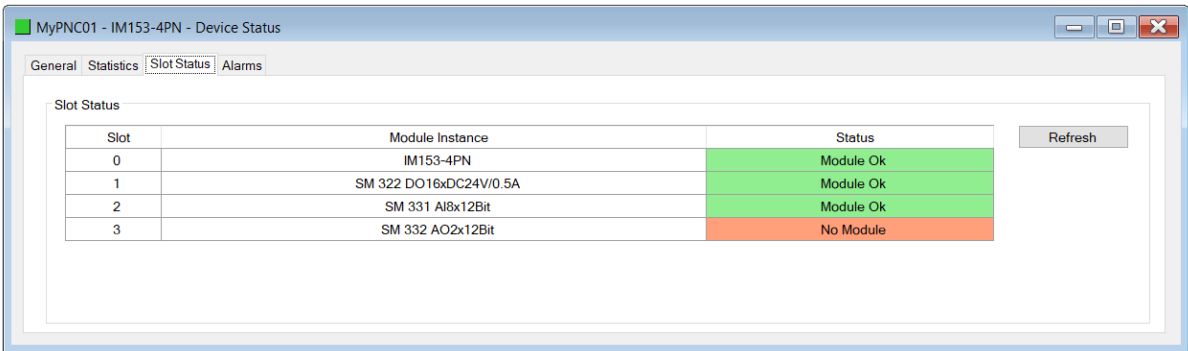 MyPNC01 - IM153-4PN - Device Status
General Statistics Slot Status Alarms
Slot Status
Slot Module Instance Status Refresh
0 IM153-4PN Module Ok
1 SM 322 DO16xDC24V/0.5A Module Ok
2 SM 331 AI8x12Bit Module Ok
3 SM 332 AO2x12Bit No Module